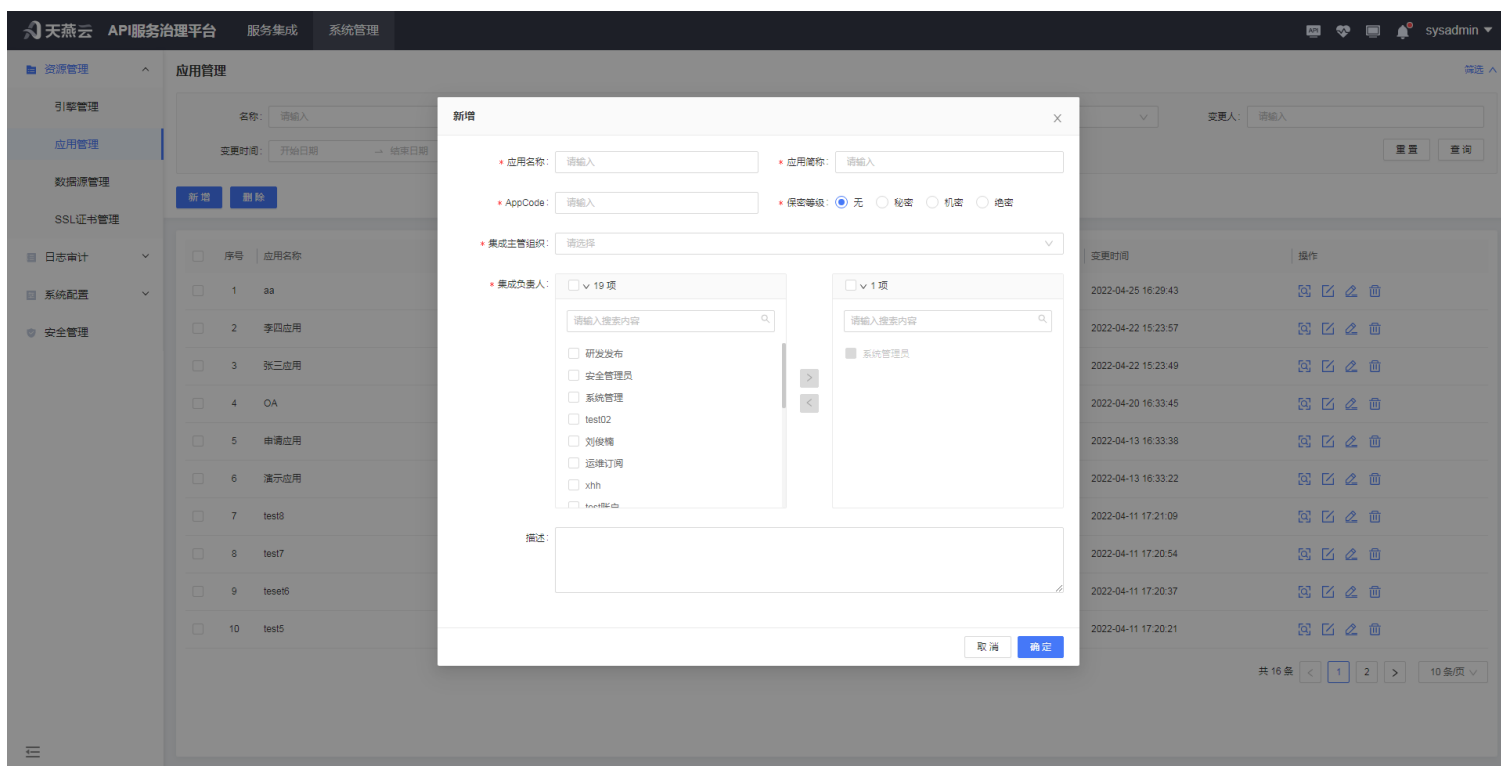 天燕云 API服务治理平台 服务集成 系统管理 API sysadmin
资源管理
引擎管理
应用管理
数据源管理
SSL证书管理
日志审计
系统配置
安全管理
应用管理 筛选
名称: 请输入 变更人: 请输入
变更时间: 开始日期 → 结束日期 重置 查询
新增 删除
序号 应用名称 变更时间 操作
1 aa 2022-04-25 16:29:43
2 李四应用 2022-04-22 15:23:57
3 张三应用 2022-04-22 15:23:49
4 OA 2022-04-20 16:33:45
5 申请应用 2022-04-13 16:33:38
6 演示应用 2022-04-13 16:33:22
7 test8 2022-04-11 17:21:09
8 test7 2022-04-11 17:20:54
9 teset6 2022-04-11 17:20:37
10 test5 2022-04-11 17:20:21
共 16 条 < 1 2 > 10 条/页
新增 X
* 应用名称: 请输入 * 应用简称: 请输入
* AppCode: 请输入 * 保密等级: 无 秘密 机密 绝密
* 集成主管组织: 请选择
* 集成负责人: 19 项 1 项
请输入搜索内容 请输入搜索内容
研发发布 系统管理员
安全管理员
系统管理
test02
刘俊楠
运维订阅
xhh
test账户
描述:
取消 确定